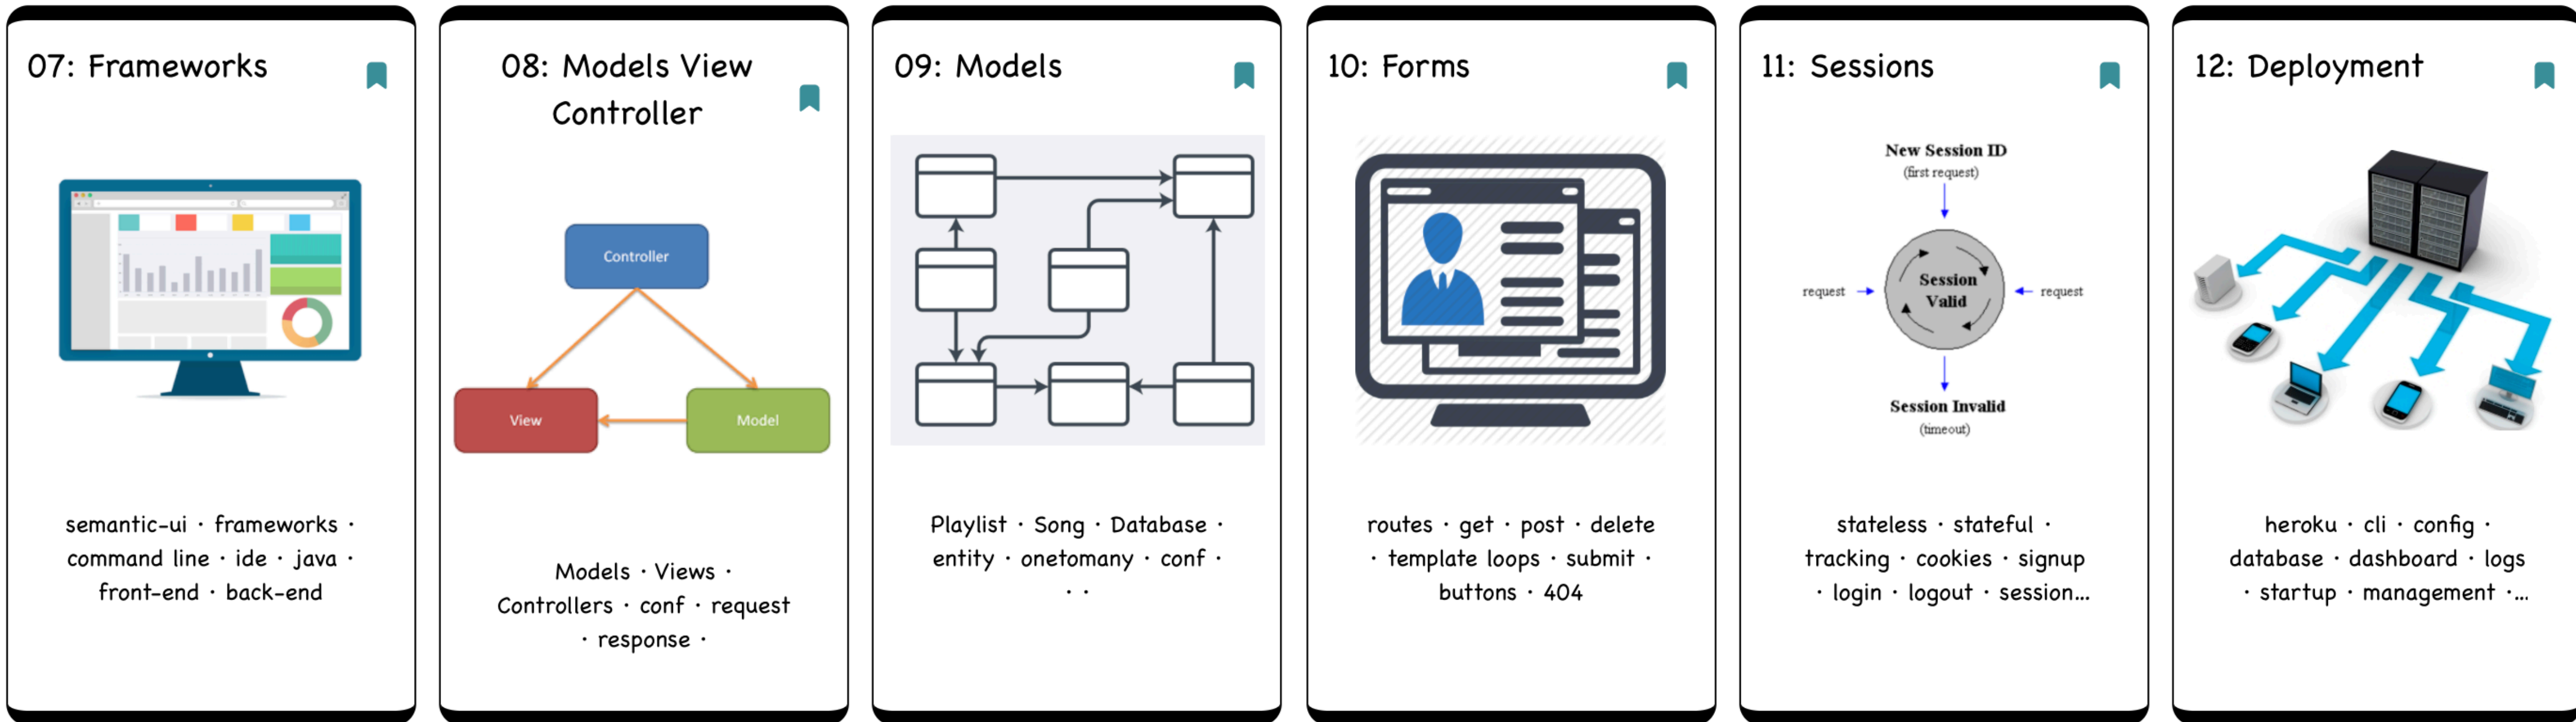 07: Frameworks
semantic-ui · frameworks ·
command line · ide · java ·
front-end · back-end
08: Models View
Controller
Controller
View
Model
Models · Views ·
Controllers · conf · request
· response ·
09: Models
Playlist · Song · Database ·
entity · onetomany · conf ·
· ·
10: Forms
routes · get · post · delete
· template loops · submit ·
buttons · 404
11: Sessions
New Session ID
(first request)
request
Session
Valid
request
Session Invalid
(timeout)
stateless · stateful ·
tracking · cookies · signup
· login · logout · session...
12: Deployment
heroku · cli · config ·
database · dashboard · logs
· startup · management ·...